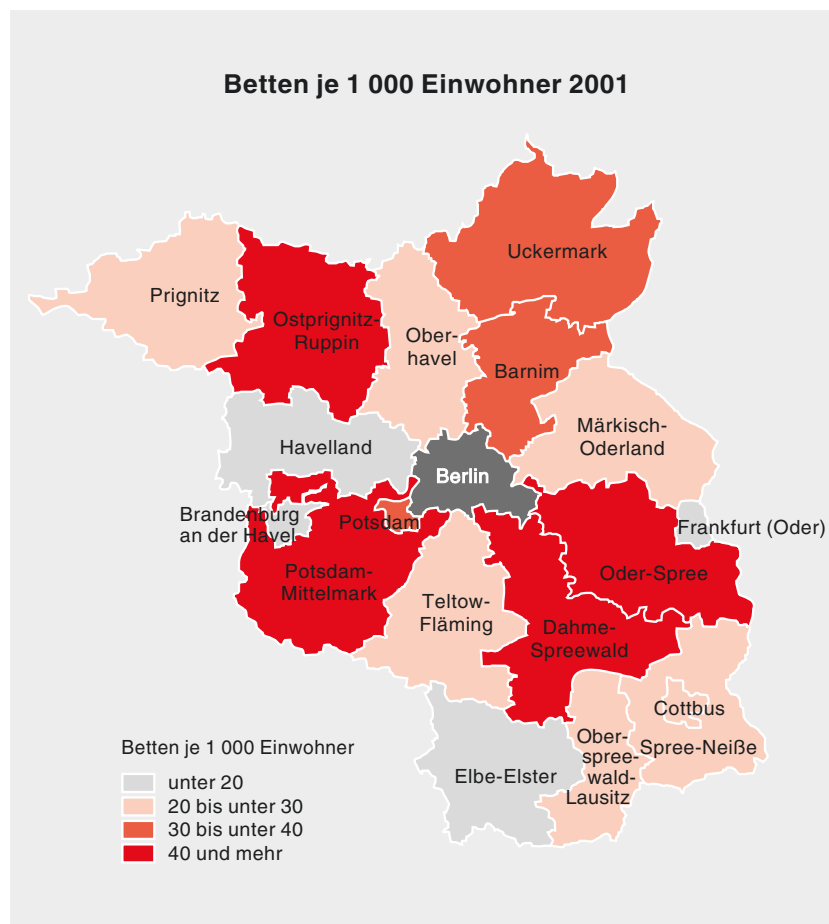 Betten je 1 000 Einwohner 2001
Uckermark
Prignitz
Ostprignitz-
Ruppin
Ober-
havel
Barnim
Märkisch-
Oderland
Havelland
Berlin
Brandenburg
an der Havel
Potsdam
Frankfurt (Oder)
Potsdam-
Mittelmark
Oder-Spree
Teltow-
Fläming
Dahme-
Spreewald
Cottbus
Spree-Neiße
Ober-
spree-
wald-
Lausitz
Elbe-Elster
Betten je 1 000 Einwohner
unter 20
20 bis unter 30
30 bis unter 40
40 und mehr